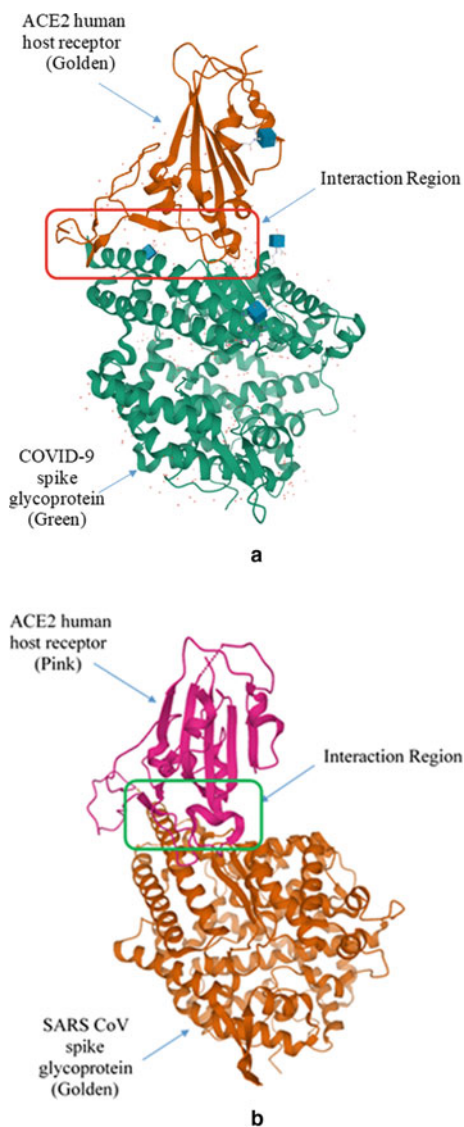 ACE2 human
host receptor
(Golden)
Interaction Region
COVID-9
spike
glycoprotein
(Green)
a
ACE2 human
host receptor
(Pink)
Interaction Region
SARS CoV
spike
glycoprotein
(Golden)
b